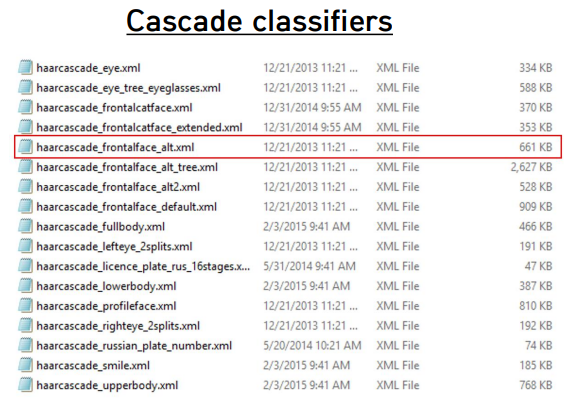 Cascade classifiers
haarcascade_eye.xml 12/21/2013 11:21 ... XML File 334 KB
haarcascade_eye_tree_eyeglasses.xml 12/21/2013 11:21 ... XML File 588 KB
haarcascade_frontalcatface.xml 12/31/2014 9:55 AM XML File 370 KB
haarcascade_frontalcatface_extended.xml 12/31/2014 9:55 AM XML File 353 KB
haarcascade_frontalface_alt.xml 12/21/2013 11:21 ... XML File 661 KB
haarcascade_frontalface_alt_tree.xml 12/21/2013 11:21 ... XML File 2,627 KB
haarcascade_frontalface_alt2.xml 12/21/2013 11:21 ... XML File 528 KB
haarcascade_frontalface_default.xml 12/21/2013 11:21 ... XML File 909 KB
haarcascade_fullbody.xml 2/3/2015 9:41 AM XML File 466 KB
haarcascade_lefteye_2splits.xml 12/21/2013 11:21 ... XML File 191 KB
haarcascade_licence_plate_rus_16stages.x... 5/31/2014 9:43 AM XML File 47 KB
haarcascade_lowerbody.xml 2/3/2015 9:41 AM XML File 387 KB
haarcascade_profileface.xml 12/21/2013 11:21 ... XML File 810 KB
haarcascade_righteye_2splits.xml 12/21/2013 11:21 ... XML File 192 KB
haarcascade_russian_plate_number.xml 5/20/2014 10:21 AM XML File 74 KB
haarcascade_smile.xml 2/3/2015 9:41 AM XML File 185 KB
haarcascade_upperbody.xml 2/3/2015 9:41 AM XML File 768 KB